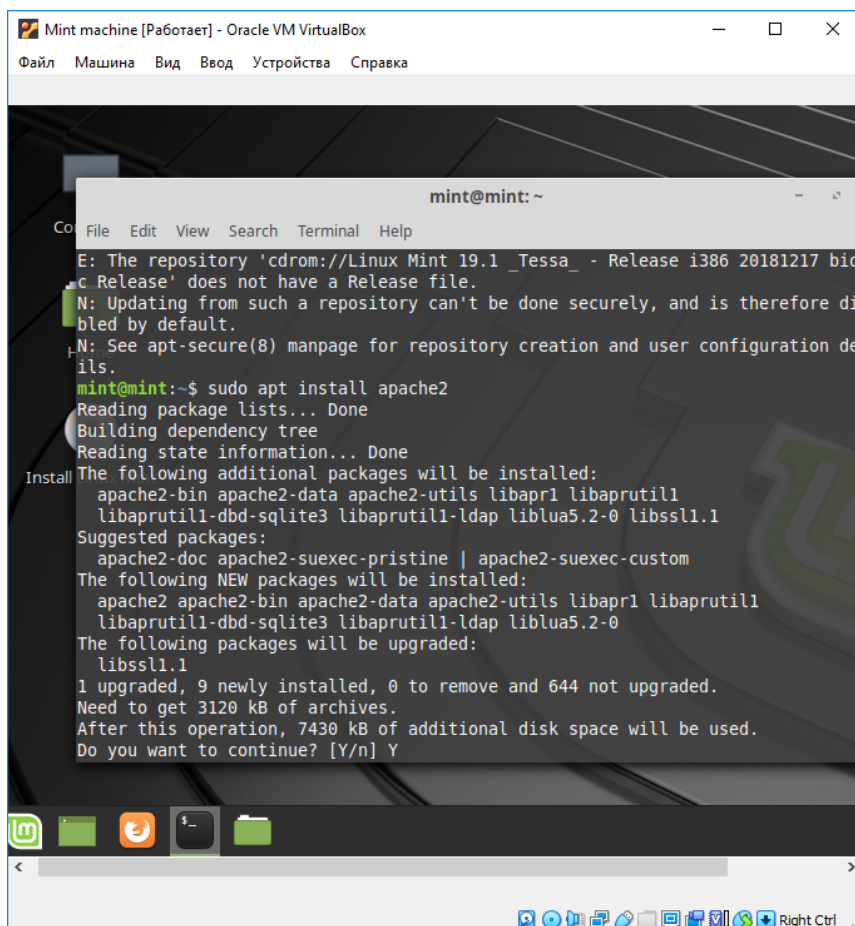 Mint machine [Работает] - Oracle VM VirtualBox
Файл Машина Вид Ввод Устройства Справка
mint@mint: ~
File Edit View Search Terminal Help
E: The repository 'cdrom://Linux Mint 19.1 _Tessa_ - Release i386 20181217 bio
c Release' does not have a Release file.
N: Updating from such a repository can't be done securely, and is therefore di
bled by default.
N: See apt-secure(8) manpage for repository creation and user configuration de
ils.
mint@mint:~$ sudo apt install apache2
Reading package lists... Done
Building dependency tree
Reading state information... Done
The following additional packages will be installed:
apache2-bin apache2-data apache2-utils libapr1 libaprutil1
libaprutil1-dbd-sqlite3 libaprutil1-ldap liblua5.2-0 libssl1.1
Suggested packages:
apache2-doc apache2-suexec-pristine | apache2-suexec-custom
The following NEW packages will be installed:
apache2 apache2-bin apache2-data apache2-utils libapr1 libaprutil1
libaprutil1-dbd-sqlite3 libaprutil1-ldap liblua5.2-0
The following packages will be upgraded:
libssl1.1
1 upgraded, 9 newly installed, 0 to remove and 644 not upgraded.
Need to get 3120 kB of archives.
After this operation, 7430 kB of additional disk space will be used.
Do you want to continue? [Y/n] Y
Install
Right Ctrl